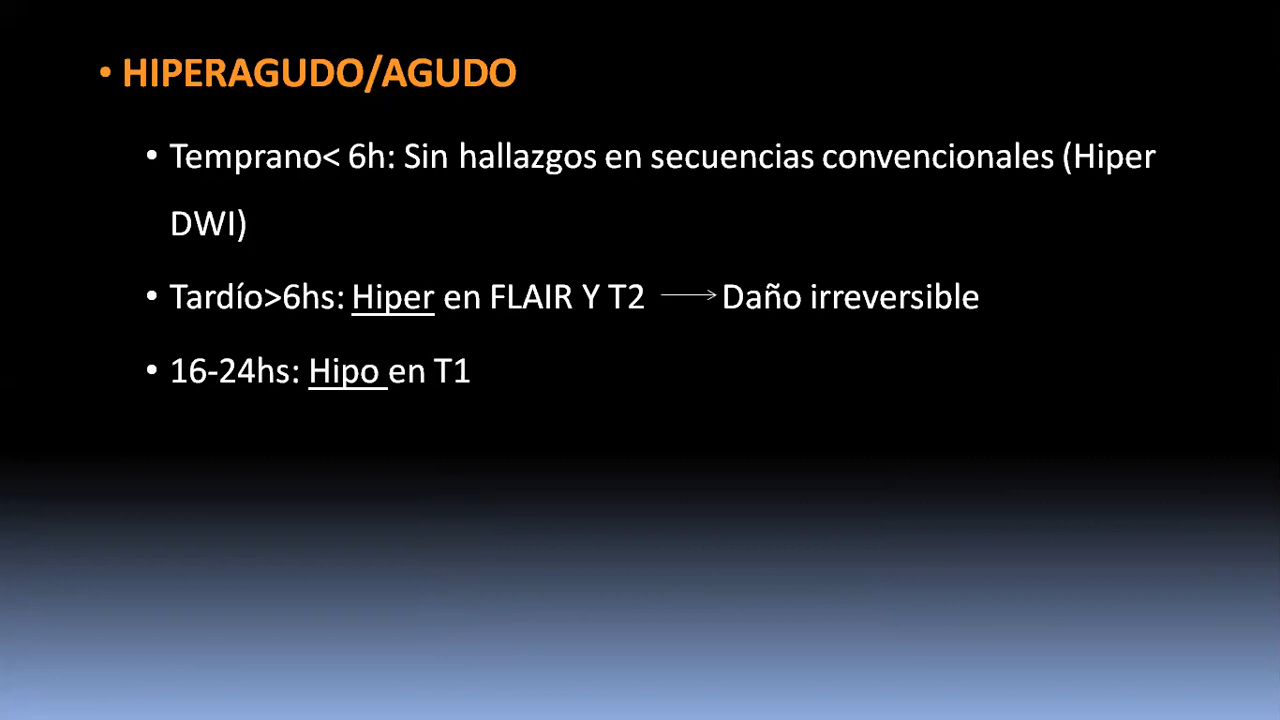 • HIPERAGUDO/AGUDO
• Temprano< 6h: Sin hallazgos en secuencias convencionales (Hiper
DWI)
• Tardío>6hs: Hiper en FLAIR Y T2 → Daño irreversible
• 16-24hs: Hipo en T1